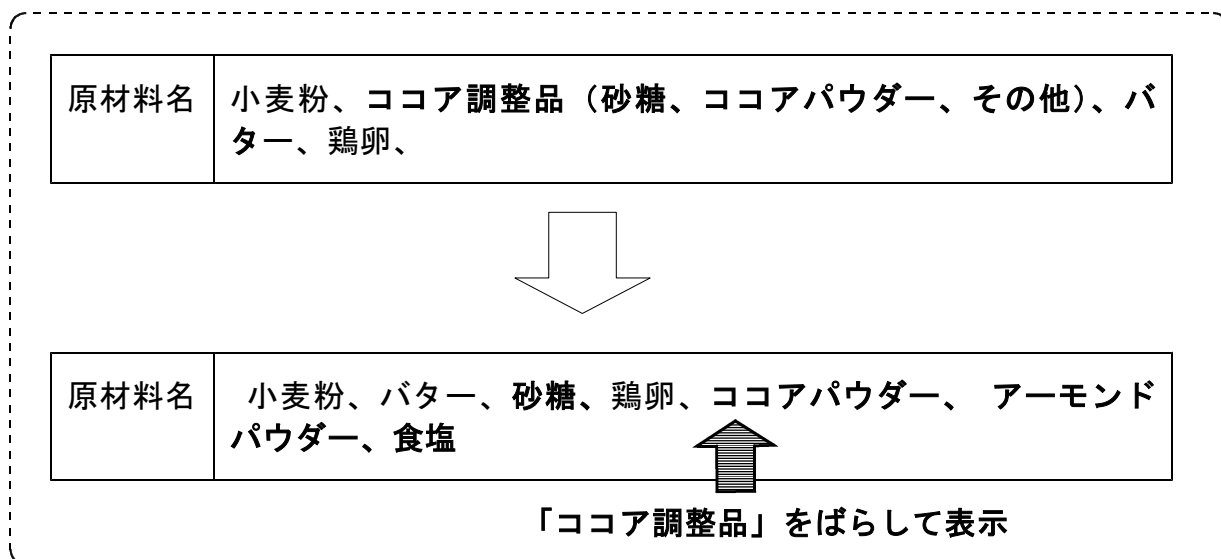 原材料名
小麦粉、ココア調整品（砂糖、ココアパウダー、その他）、バ
ター、鶏卵、
原材料名
小麦粉、バター、砂糖、鶏卵、ココアパウダー、 アーモンド
パウダー、食塩
「ココア調整品」をばらして表示